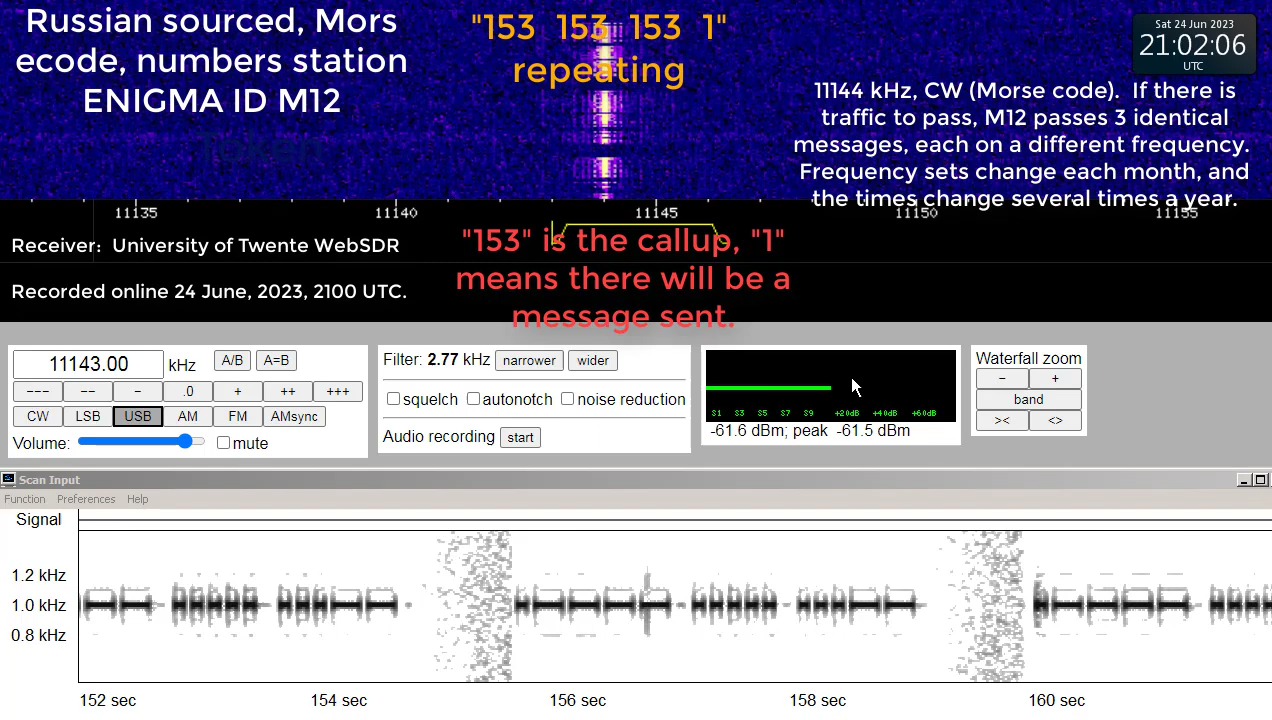 Russian sourced, Mors
ecode, numbers station
ENIGMA ID M12
"153 153 153 1"
repeating
Sat 24 Jun 2023
21:02:06
UTC
11144 kHz, CW (Morse code). If there is
traffic to pass, M12 passes 3 identical
messages, each on a different frequency.
Frequency sets change each month, and
the times change several times a year.
11135 11140 11145 11150 11155
Receiver: University of Twente WebSDR
"153" is the callup, "1"
means there will be a
message sent.
Recorded online 24 June, 2023, 2100 UTC.
11143.00 kHz A/B A=B
--- -- - .0 + ++ +++
CW LSB USB AM FM AMsync
Volume: mute
Filter: 2.77 kHz narrower wider
squelch autonotch noise reduction
Audio recording start
S1 S3 S5 S7 S9 +20dB +40dB +60dB
-61.6 dBm; peak -61.5 dBm
Waterfall zoom
- +
band
>< <>
Scan Input
Function Preferences Help
Signal
1.2 kHz
1.0 kHz
0.8 kHz
152 sec 154 sec 156 sec 158 sec 160 sec